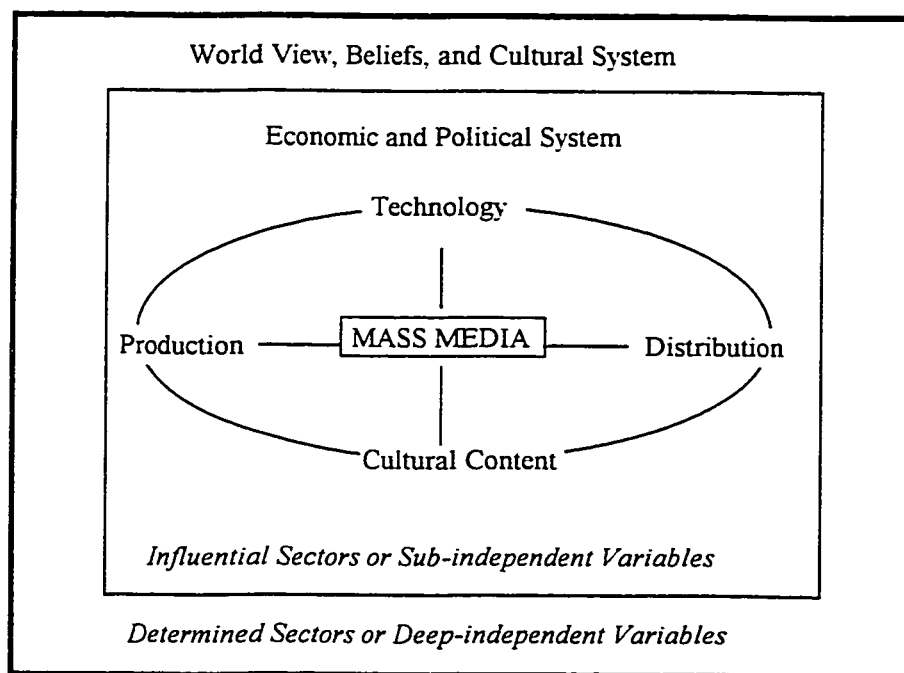 World View, Beliefs, and Cultural System
Economic and Political System
Technology
Production
MASS MEDIA
Distribution
Cultural Content
Influential Sectors or Sub-independent Variables
Determined Sectors or Deep-independent Variables